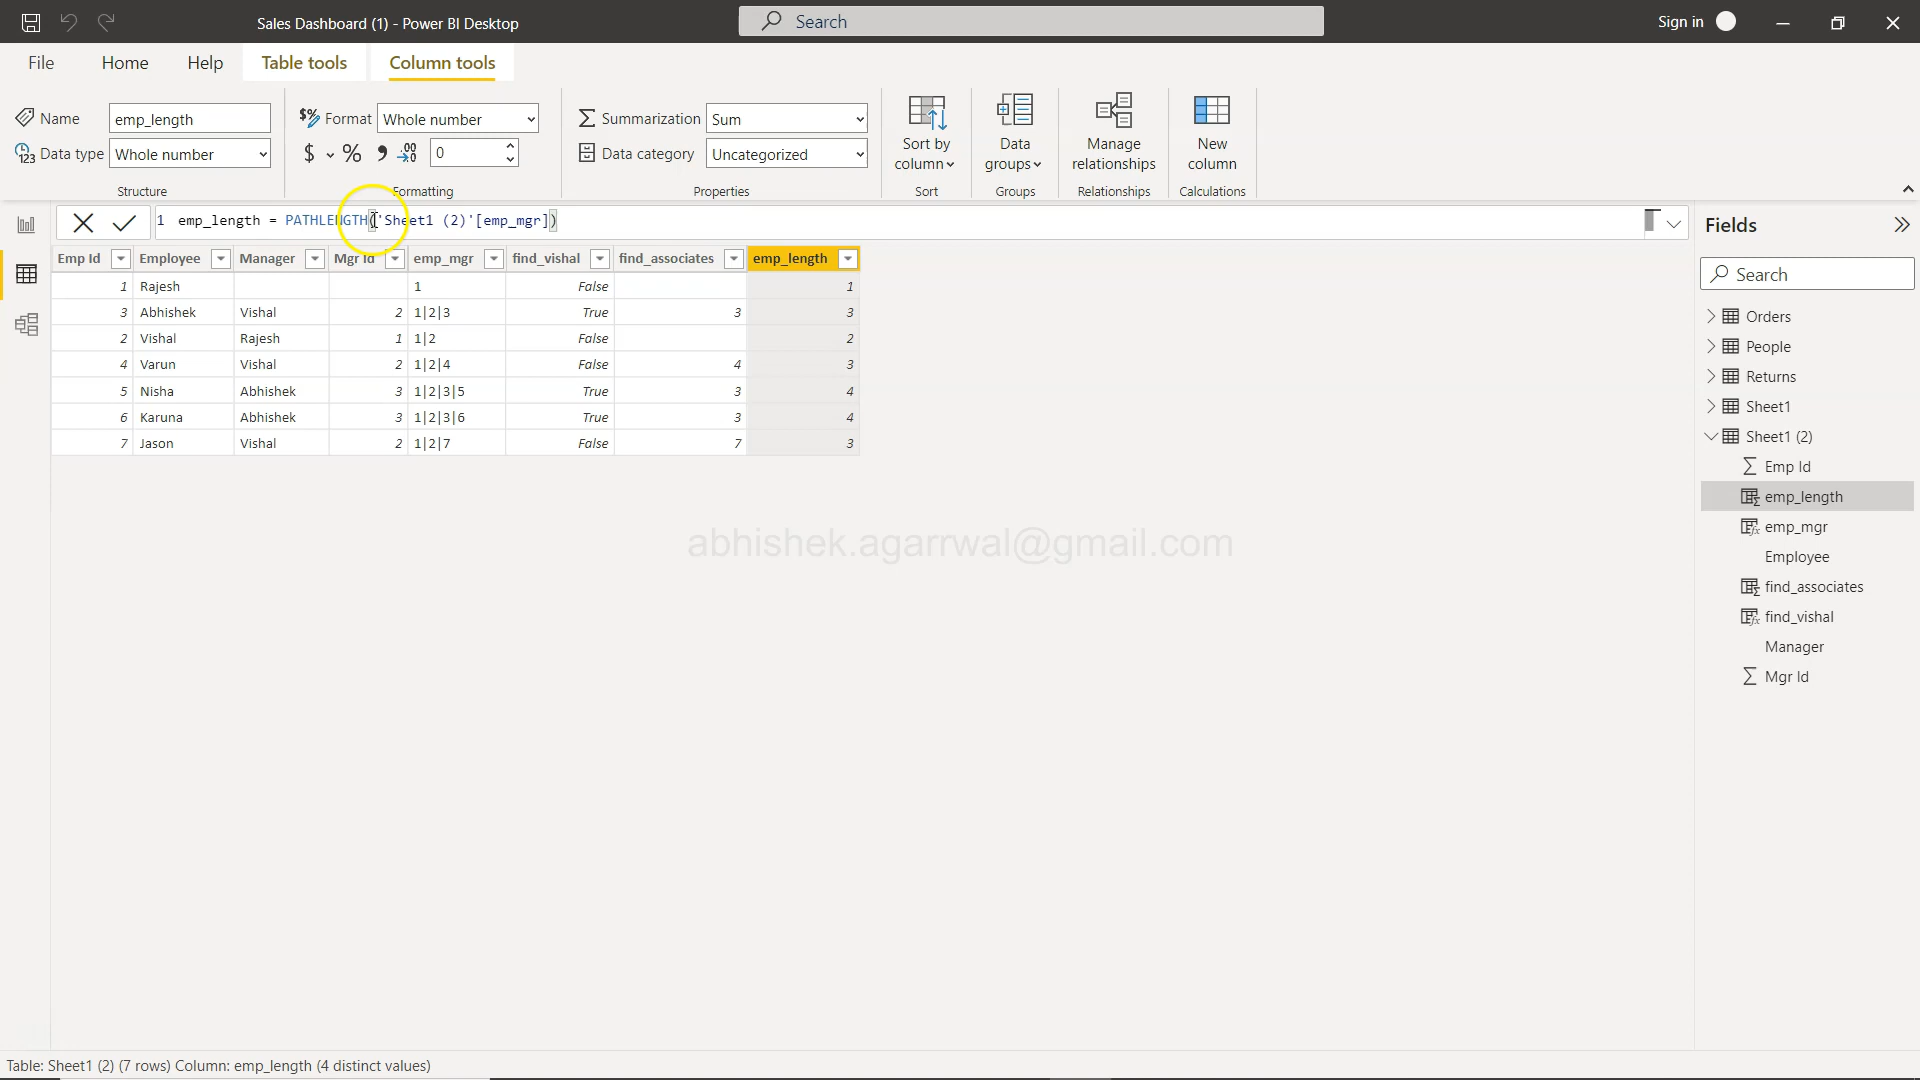 Sales Dashboard (1) - Power BI Desktop
Search
Sign in
File Home Help Table tools Column tools
Name emp_length
Data type Whole number
Structure
Format Whole number
$ % 9 .00 0
Formatting
Summarization Sum
Data category Uncategorized
Properties
Sort by column
Sort
Data groups
Groups
Manage relationships
Relationships
New column
Calculations
1 emp_length = PATHLENGTH('Sheet1 (2)'[emp_mgr])
Emp Id Employee Manager Mgr Id emp_mgr find_vishal find_associates emp_length
1 Rajesh 1 False 1
3 Abhishek Vishal 2 1|2|3 True 3 3
2 Vishal Rajesh 1 1|2 False 2
4 Varun Vishal 2 1|2|4 False 4 3
5 Nisha Abhishek 3 1|2|3|5 True 3 4
6 Karuna Abhishek 3 1|2|3|6 True 3 4
7 Jason Vishal 2 1|2|7 False 7 3
abhishek.agarrwal@gmail.com
Fields
Search
Orders
People
Returns
Sheet1
Sheet1 (2)
Emp Id
emp_length
emp_mgr
Employee
find_associates
find_vishal
Manager
Mgr Id
Table: Sheet1 (2) (7 rows) Column: emp_length (4 distinct values)